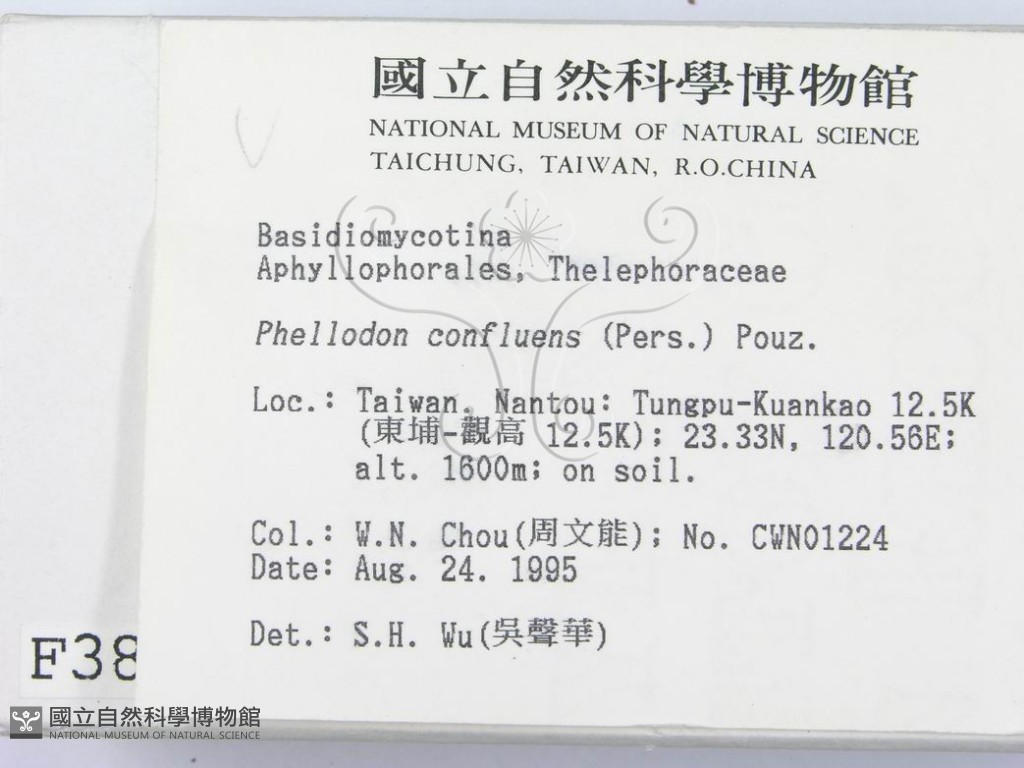 國立自然科學博物館
NATIONAL MUSEUM OF NATURAL SCIENCE
TAICHUNG, TAIWAN, R.O.CHINA
Basidiomycotina
Aphyllophorales, Thelephoraceae
Phellodon confluens (Pers.) Pouz.
Loc.: Taiwan. Nantou: Tungpu-Kuankao 12.5K
(東埔-觀高 12.5K); 23.33N, 120.56E;
alt. 1600m; on soil.
Col.: W.N. Chou(周文能); No. CWN01224
Date: Aug. 24. 1995
Det.: S.H. Wu(吳聲華)
F38
國立自然科學博物館
NATIONAL MUSEUM OF NATURAL SCIENCE